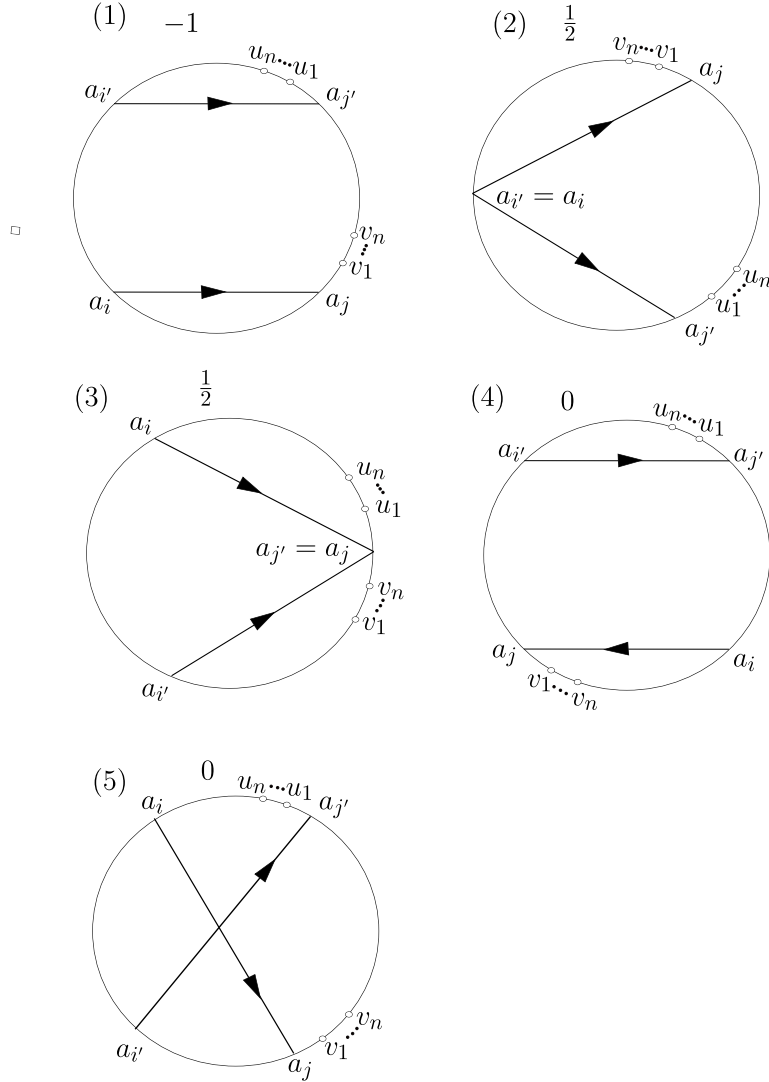 (1) −1
u_n⋯u_1
a_{i'} a_{j'}
v_n
⋮
v_1
a_i a_j
(2) 1/2
v_n⋯v_1
a_j
a_{i'} = a_i
u_n
⋰
u_1
a_{j'}
(3) 1/2
a_i
u_n
⋱
u_1
a_{j'} = a_j
v_n
⋰
v_1
a_{i'}
(4) 0
u_n⋯u_1
a_{i'} a_{j'}
a_j a_i
v_1⋯v_n
(5) 0
u_n⋯u_1
a_i a_{j'}
v_n
⋰
v_1
a_{i'} a_j